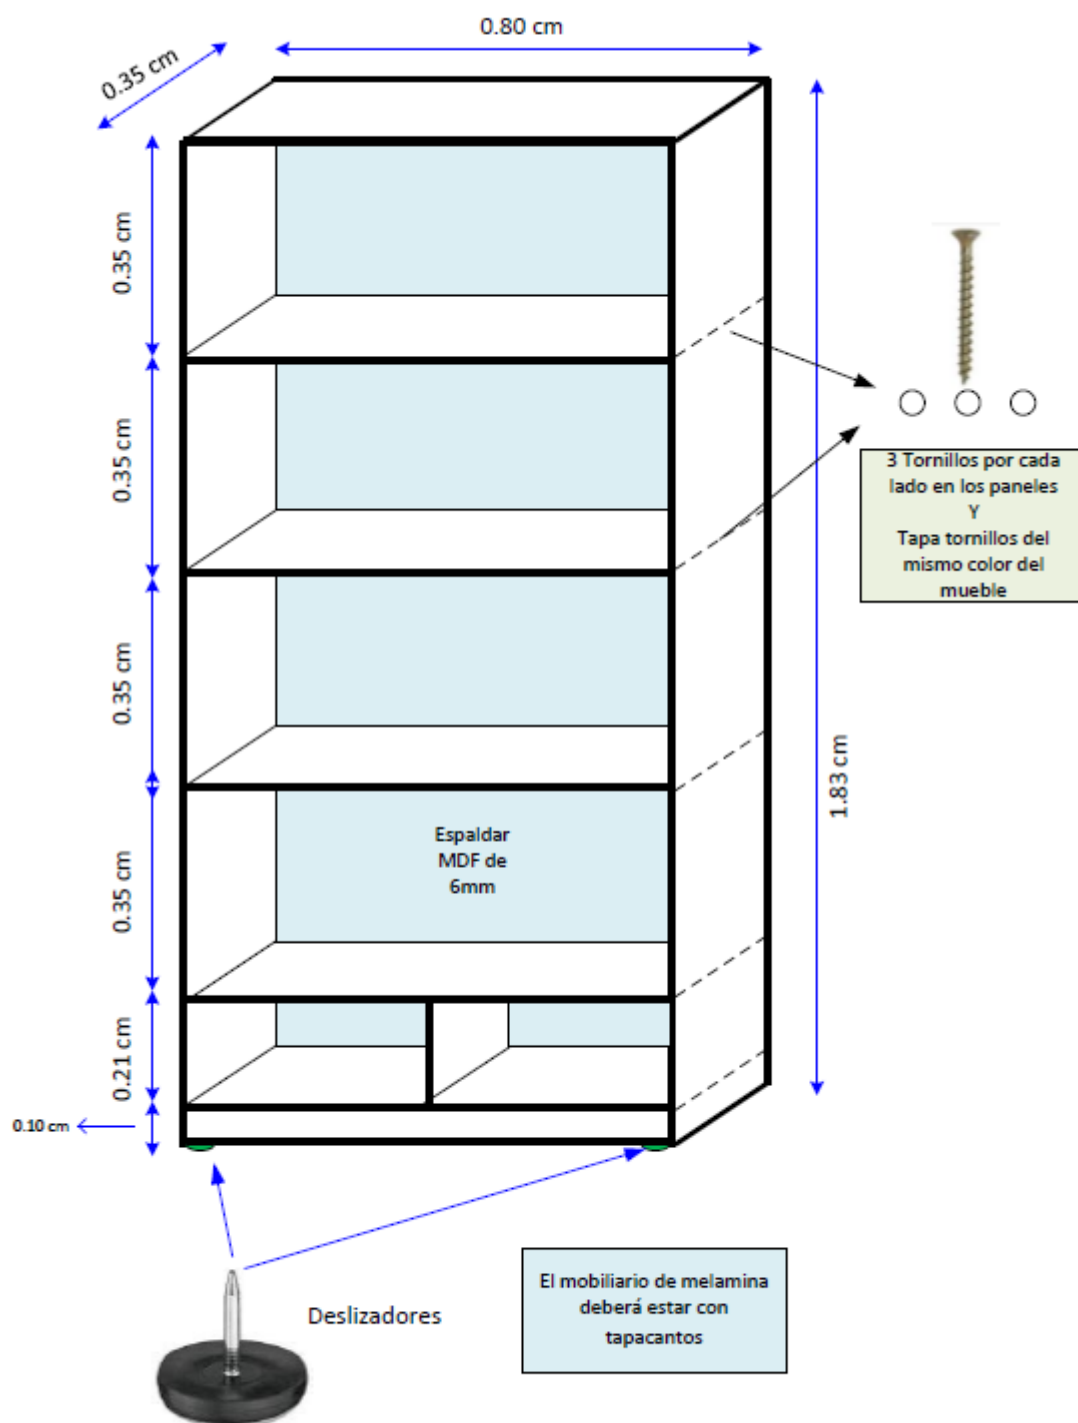 0.80 cm
0.35 cm
0.35 cm
0.35 cm
3 Tornillos por cada
lado en los paneles
Y
Tapa tornillos del
mismo color del
mueble
0.35 cm
1.83 cm
0.35 cm
Espaldar
MDF de
6mm
0.21 cm
0.10 cm
Deslizadores
El mobiliario de melamina
deberá estar con
tapacantos